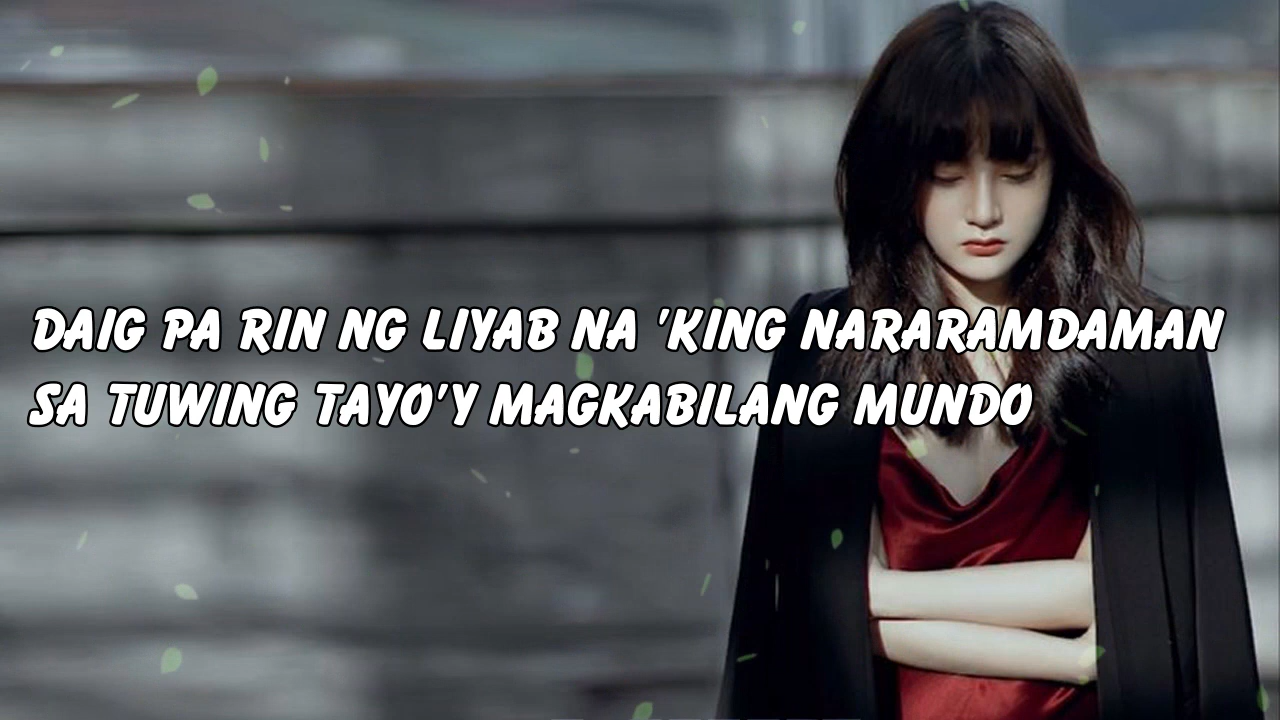 DAIG PA RIN NG LIYAB NA 'KING NARARAMDAMAN
SA TUWING TAYO'Y MAGKABILANG MUNDO